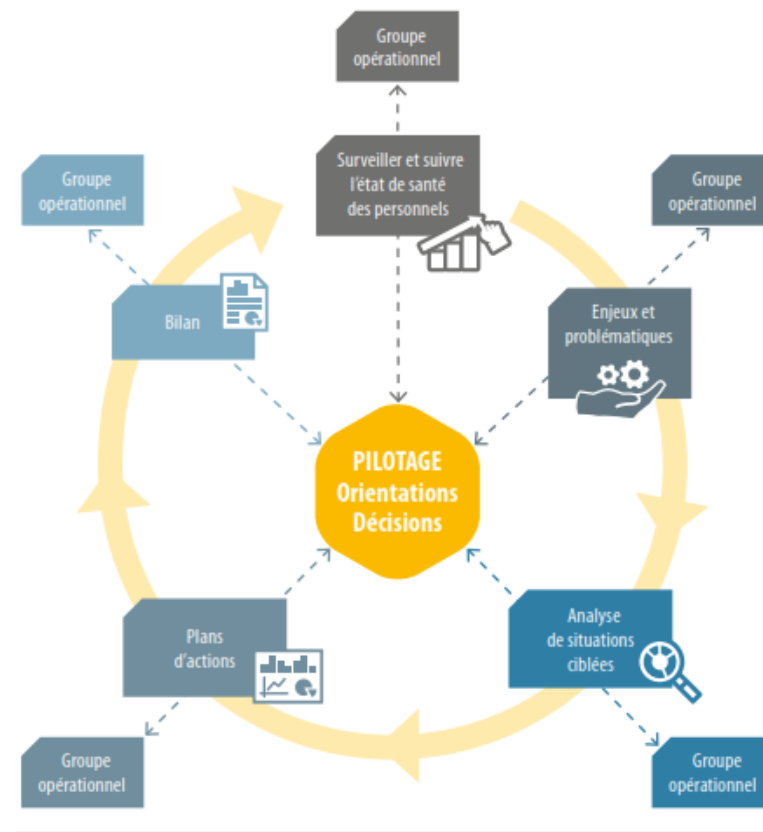 Groupe
opérationnel
Surveiller et suivre
l'état de santé
des personnels
Groupe
opérationnel
Groupe
opérationnel
Bilan
Enjeux et
problématiques
PILOTAGE
Orientations
Décisions
Plans
d'actions
Analyse
de situations
ciblées
Groupe
opérationnel
Groupe
opérationnel